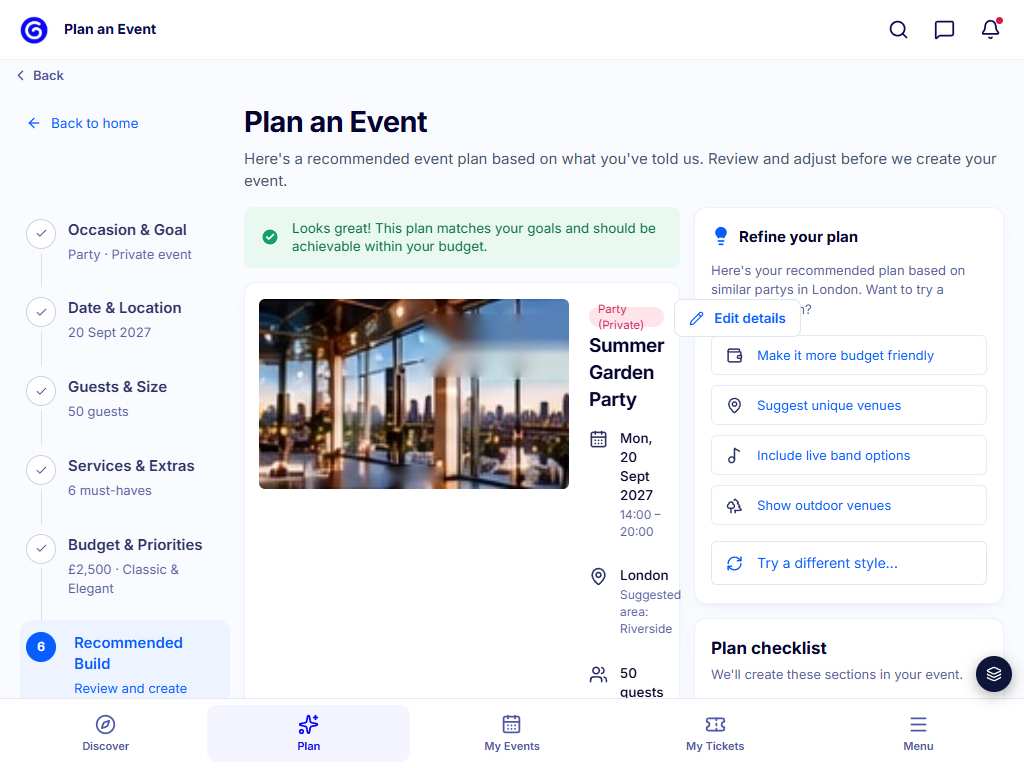 Plan an Event
Back
Back to home
Plan an Event
Here's a recommended event plan based on what you've told us. Review and adjust before we create your
event.
Occasion & Goal
Party · Private event
Date & Location
20 Sept 2027
Guests & Size
50 guests
Services & Extras
6 must-haves
Budget & Priorities
£2,500 · Classic &
Elegant
6
Recommended
Build
Review and create
Looks great! This plan matches your goals and should be
achievable within your budget.
Party
(Private)
Edit details
Summer
Garden
Party
Mon,
20
Sept
2027
14:00 –
20:00
London
Suggested
area:
Riverside
50
guests
Refine your plan
Here's your recommended plan based on
similar partys in London. Want to try a
Make it more budget friendly
Suggest unique venues
Include live band options
Show outdoor venues
Try a different style...
Plan checklist
We'll create these sections in your event.
Discover
Plan
My Events
My Tickets
Menu